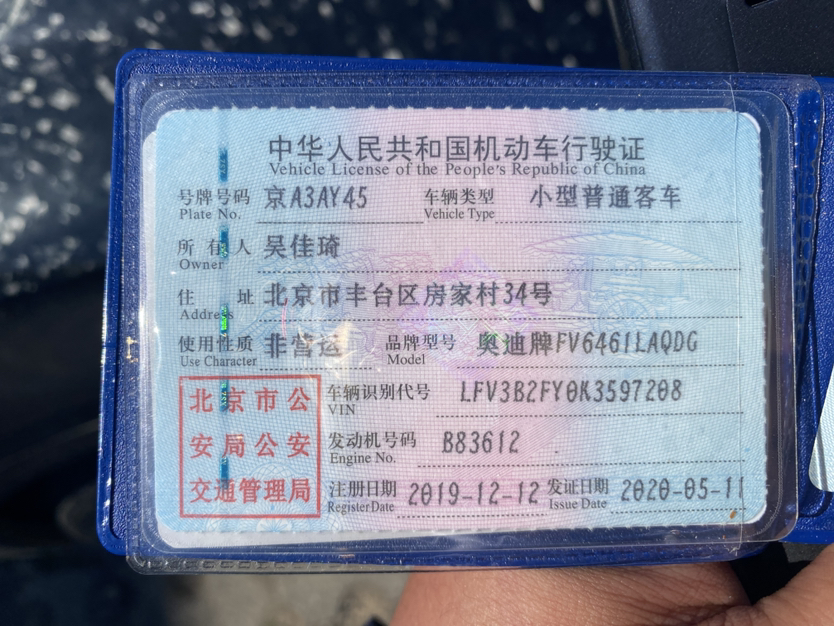 中华人民共和国机动车行驶证
Vehicle License of the People's Republic of China
号牌号码 京A3AY45 车辆类型 小型普通客车
Plate No. Vehicle Type
所有人 吴佳琦
Owner
住址 北京市丰台区房家村34号
Address
使用性质 非营运 品牌型号 奥迪牌FV6461LAQDG
Use Character Model
北京市公
安局公安
交通管理局
车辆识别代号 LFV3B2FY0K3597208
VIN
发动机号码 B83612
Engine No.
注册日期 2019-12-12 发证日期 2020-05-11
Register Date Issue Date